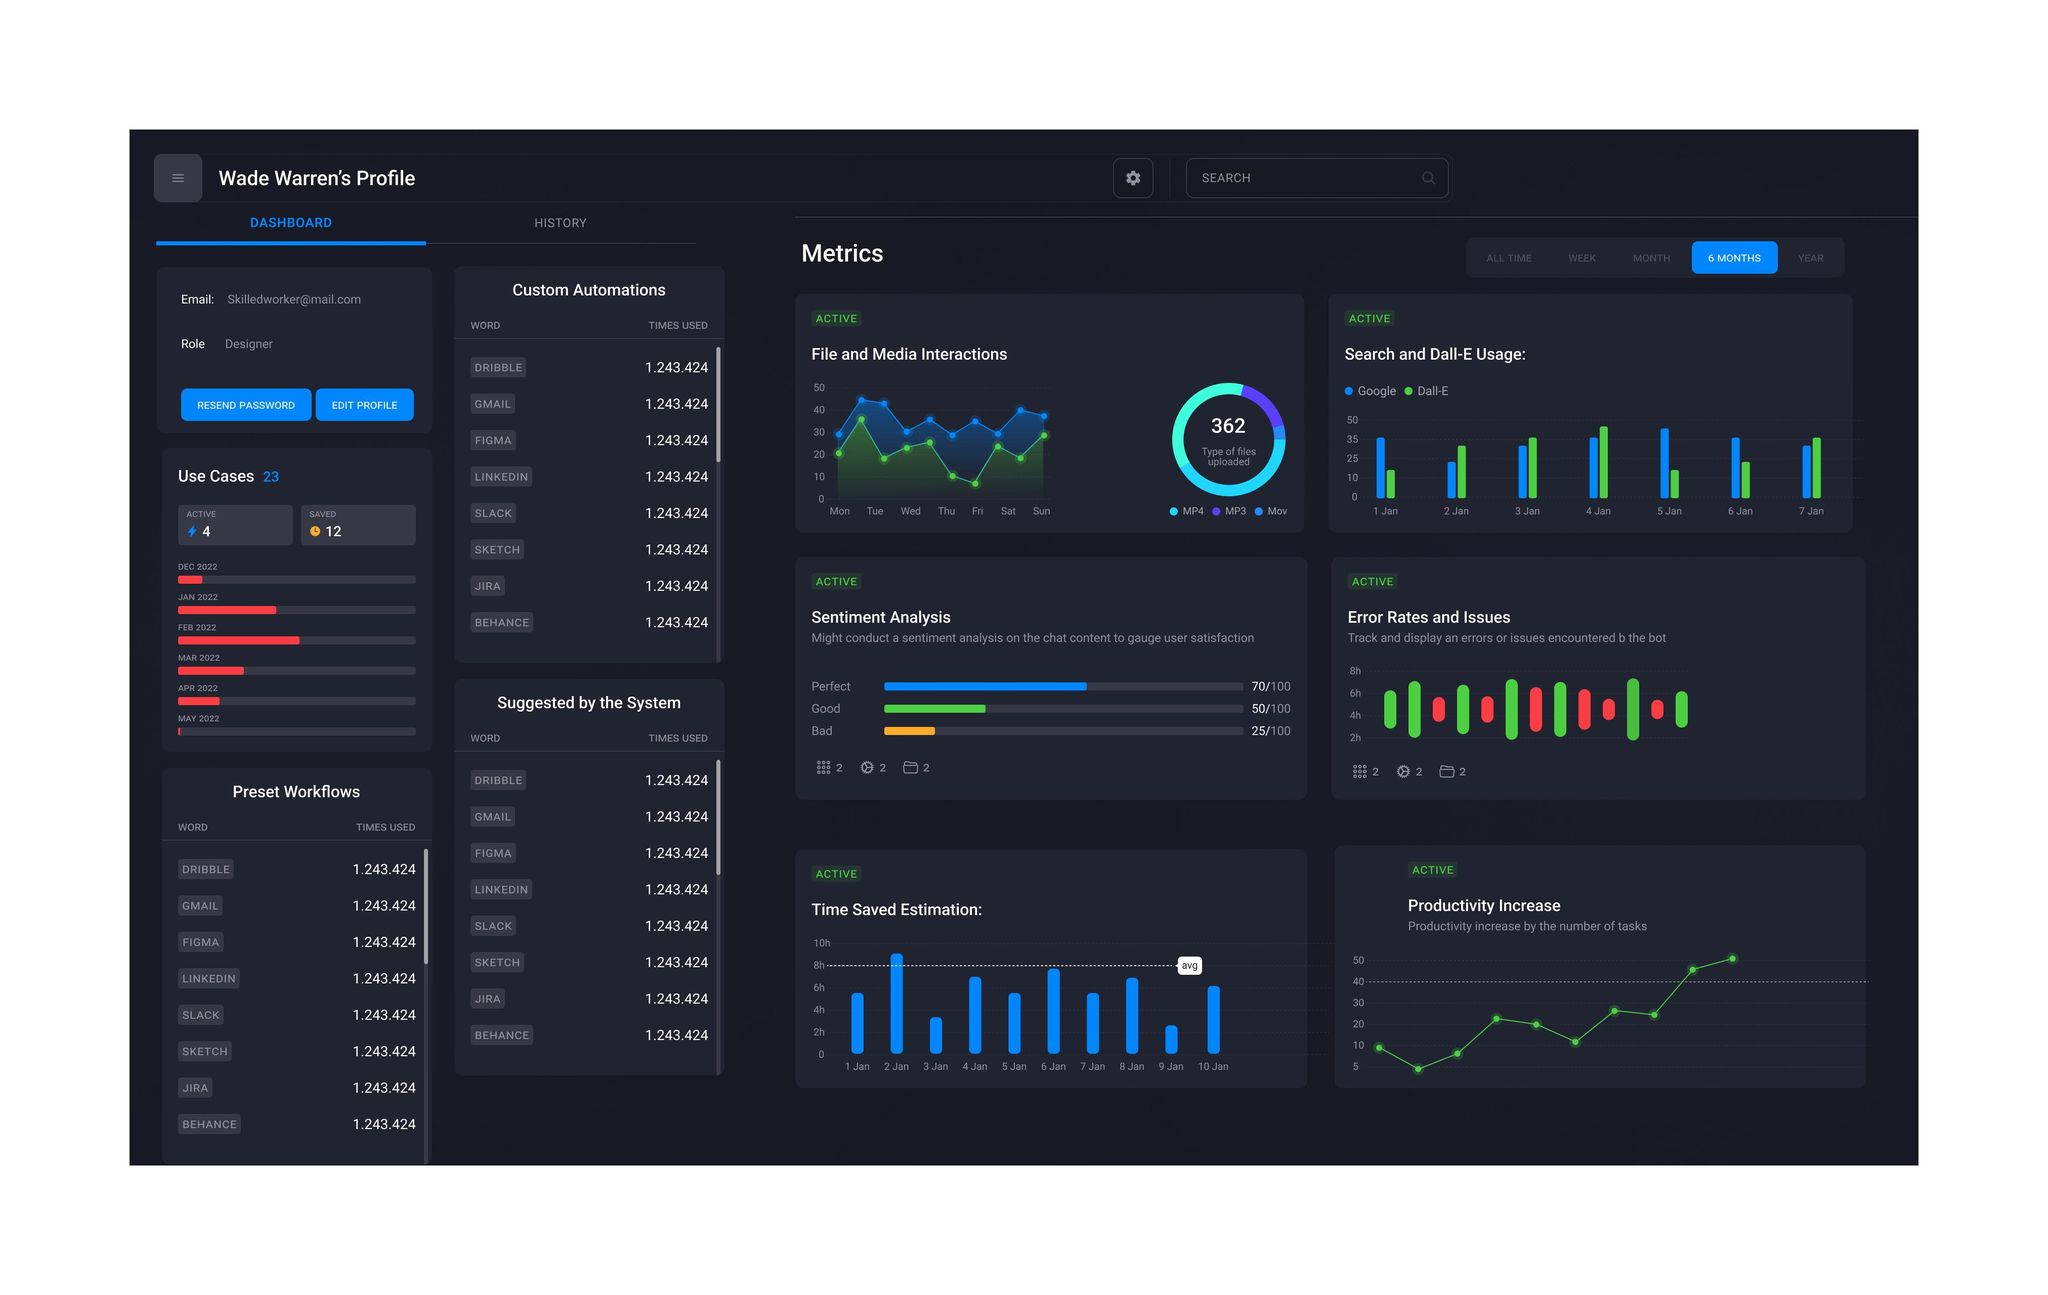 Wade Warren's Profile
SEARCH
DASHBOARD
HISTORY
Email: Skilledworker@mail.com
Role Designer
RESEND PASSWORD
EDIT PROFILE
Use Cases 23
ACTIVE
4
SAVED
12
DEC 2022
JAN 2022
FEB 2022
MAR 2022
APR 2022
MAY 2022
Preset Workflows
WORD TIMES USED
DRIBBLE 1.243.424
GMAIL 1.243.424
FIGMA 1.243.424
LINKEDIN 1.243.424
SLACK 1.243.424
SKETCH 1.243.424
JIRA 1.243.424
BEHANCE 1.243.424
Custom Automations
WORD TIMES USED
DRIBBLE 1.243.424
GMAIL 1.243.424
FIGMA 1.243.424
LINKEDIN 1.243.424
SLACK 1.243.424
SKETCH 1.243.424
JIRA 1.243.424
BEHANCE 1.243.424
Suggested by the System
WORD TIMES USED
DRIBBLE 1.243.424
GMAIL 1.243.424
FIGMA 1.243.424
LINKEDIN 1.243.424
SLACK 1.243.424
SKETCH 1.243.424
JIRA 1.243.424
BEHANCE 1.243.424
Metrics
ALL TIME WEEK MONTH 6 MONTHS YEAR
ACTIVE
File and Media Interactions
50
40
30
20
10
0
Mon Tue Wed Thu Fri Sat Sun
362
Type of files
uploaded
MP4 MP3 Mov
ACTIVE
Search and Dall-E Usage:
Google Dall-E
50
35
25
10
0
1 Jan 2 Jan 3 Jan 4 Jan 5 Jan 6 Jan 7 Jan
ACTIVE
Sentiment Analysis
Might conduct a sentiment analysis on the chat content to gauge user satisfaction
Perfect 70/100
Good 50/100
Bad 25/100
2 2 2
ACTIVE
Error Rates and Issues
Track and display an errors or issues encountered b the bot
8h
6h
4h
2h
2 2 2
ACTIVE
Time Saved Estimation:
10h
8h avg
6h
4h
2h
0
1 Jan 2 Jan 3 Jan 4 Jan 5 Jan 6 Jan 7 Jan 8 Jan 9 Jan 10 Jan
ACTIVE
Productivity Increase
Productivity increase by the number of tasks
50
40
30
20
10
5